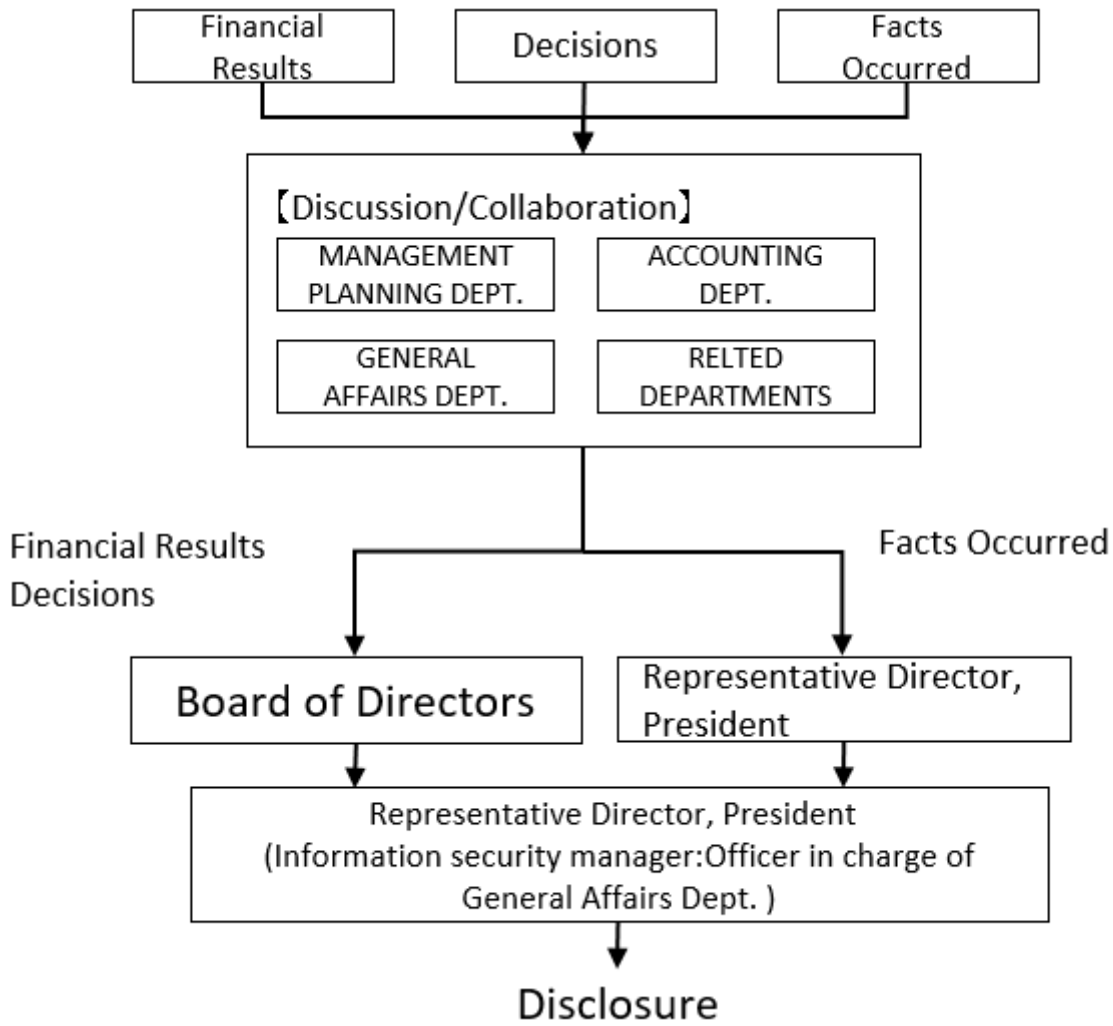 Financial
Results
Decisions
Facts
Occurred
【Discussion/Collaboration】
MANAGEMENT
PLANNING DEPT.
ACCOUNTING
DEPT.
GENERAL
AFFAIRS DEPT.
RELTED
DEPARTMENTS
Financial Results
Decisions
Facts Occurred
Board of Directors
Representative Director,
President
Representative Director, President
(Information security manager:Officer in charge of
General Affairs Dept. )
Disclosure